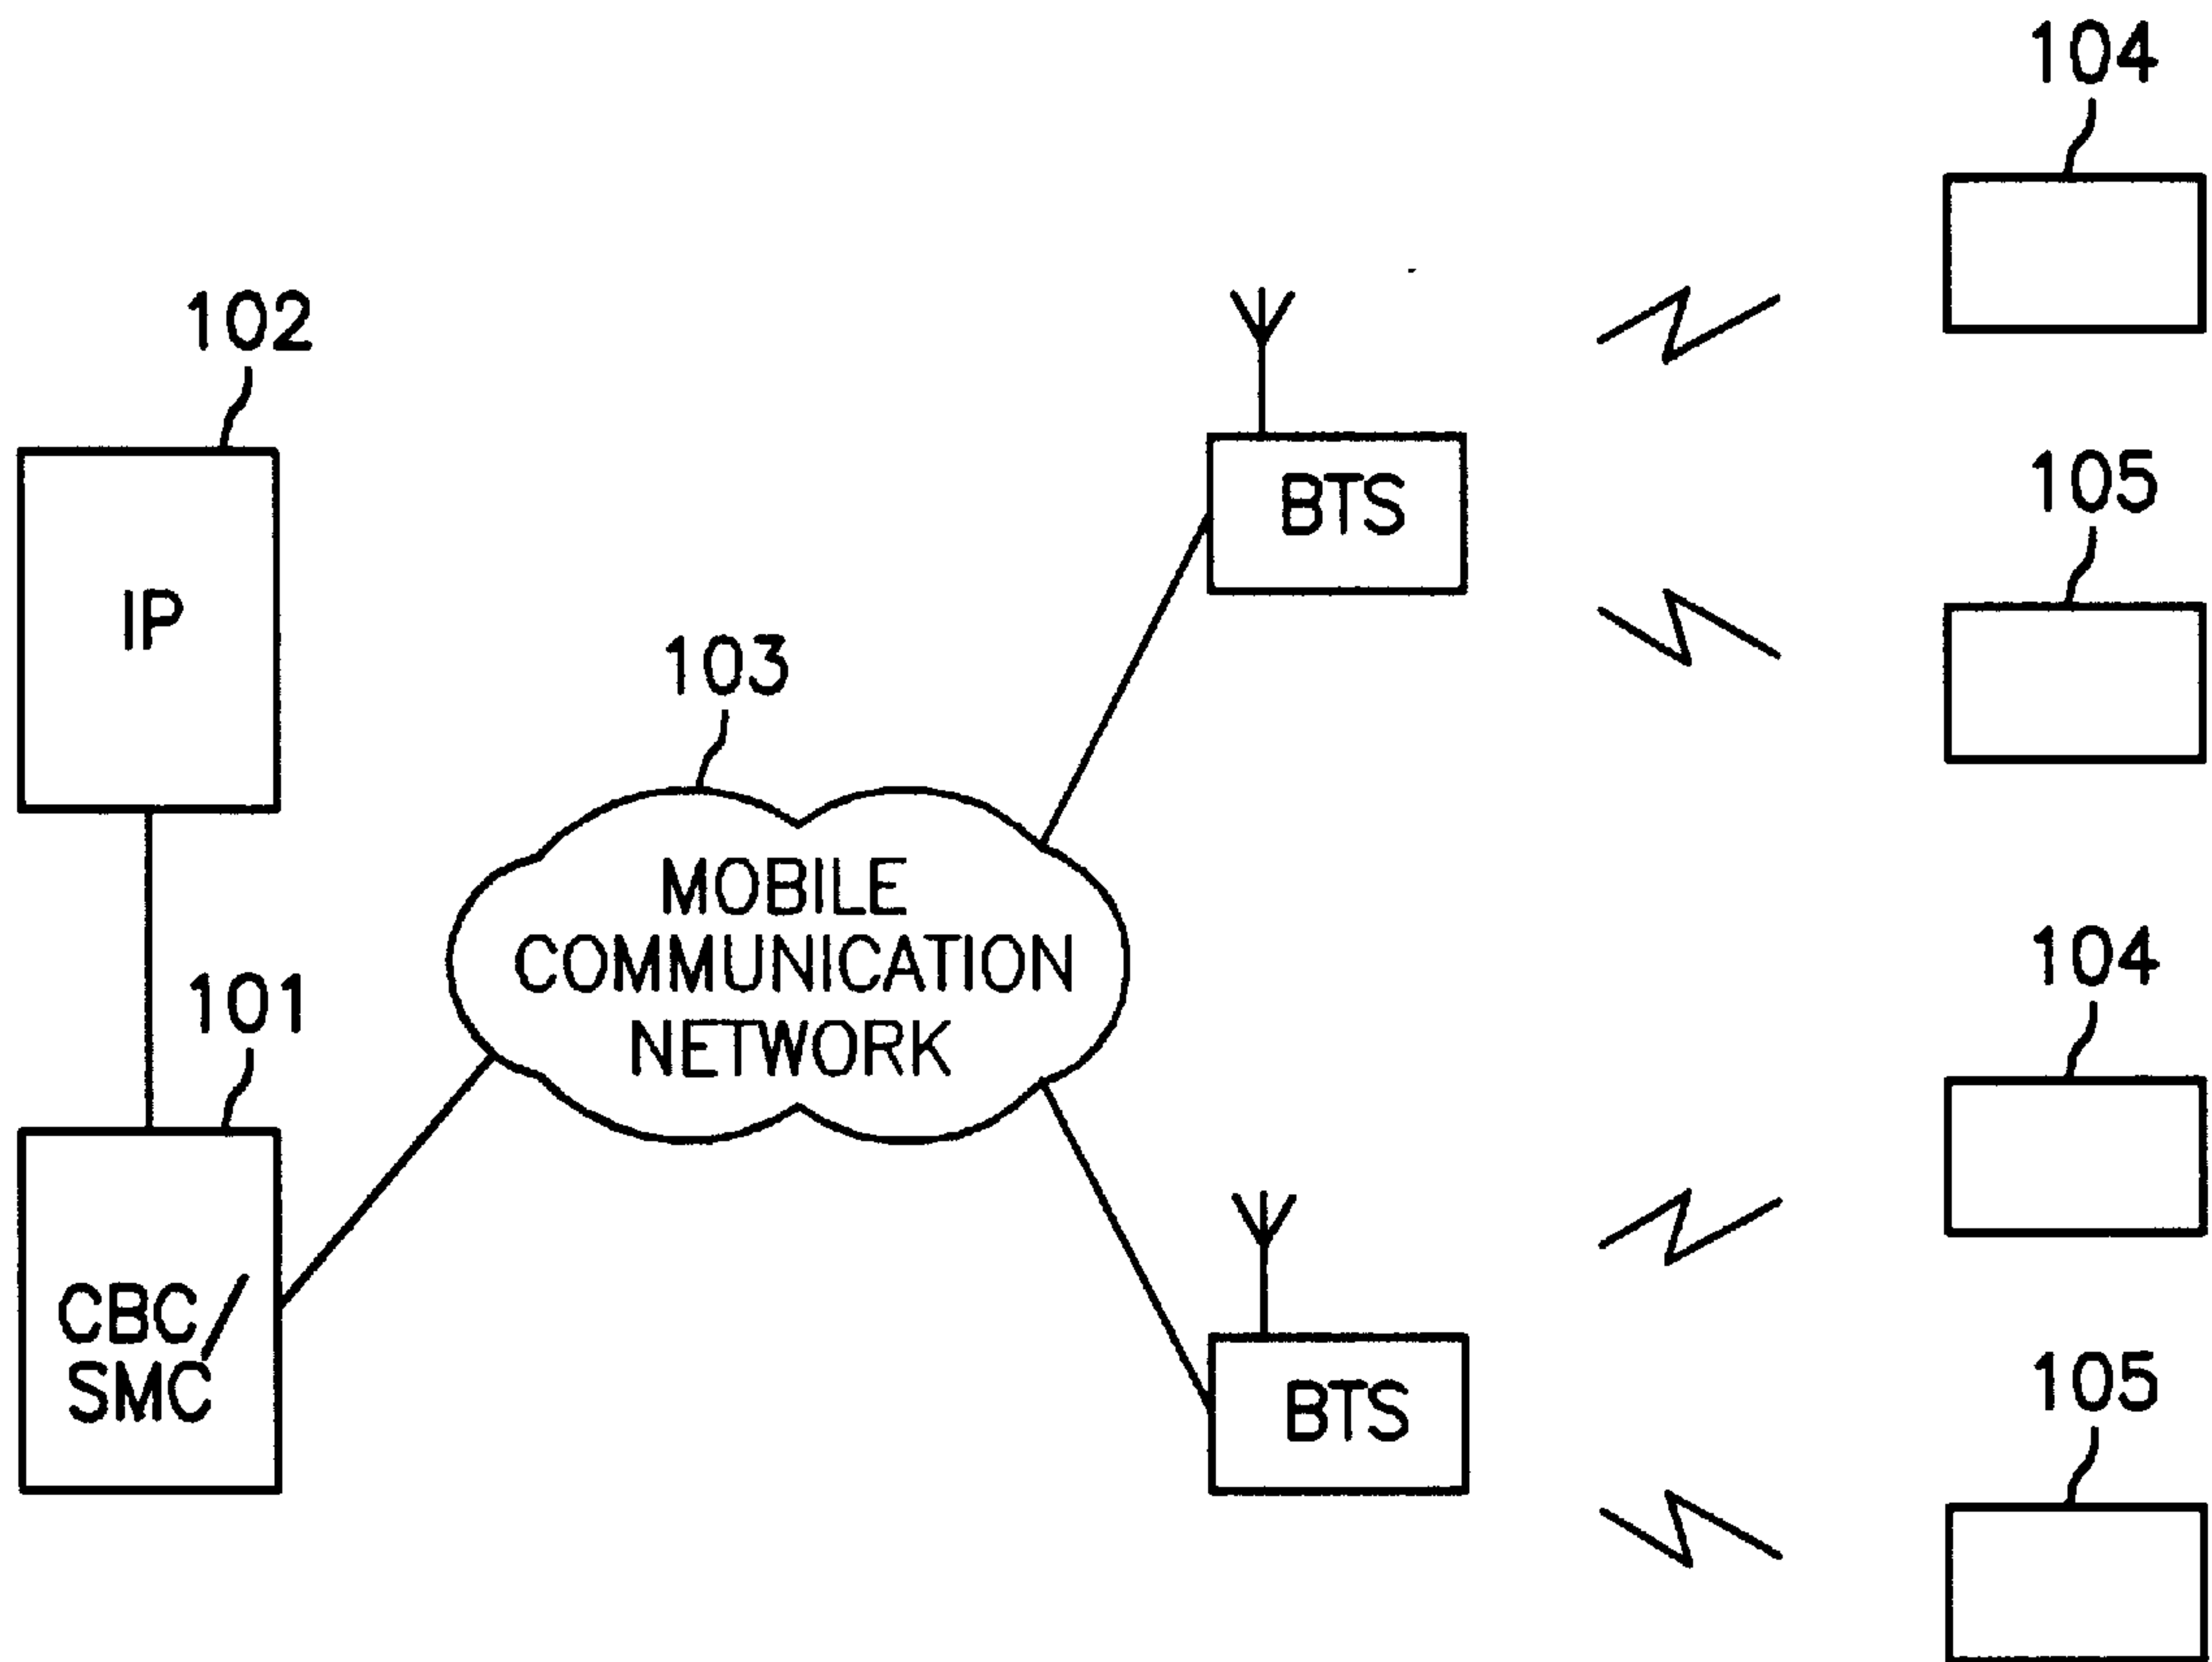 104
102
105
BTS
IP
103
MOBILE
COMMUNICATION
NETWORK
104
101
CBC/
SMC
BTS
105